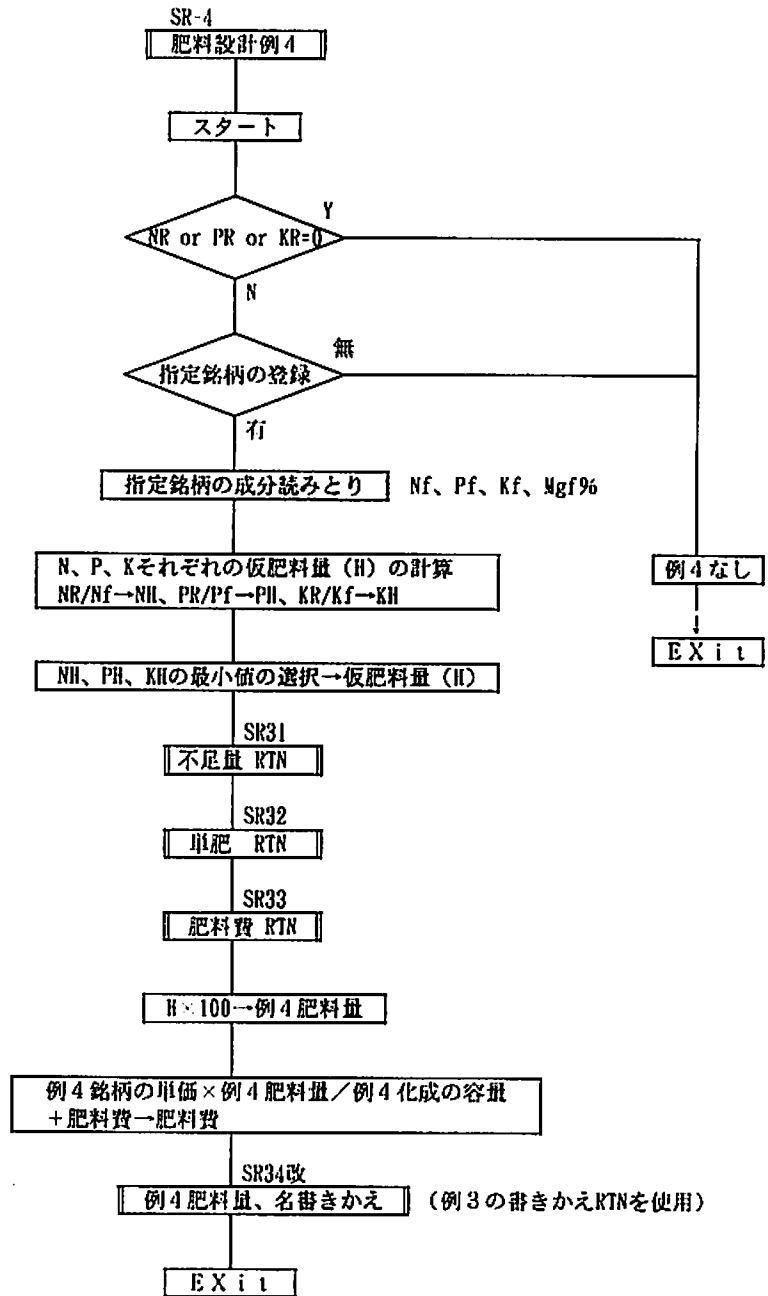 SR-4
肥料設計例4
スタート
Y
NR or PR or KR=0
N
無
指定銘柄の登録
有
指定銘柄の成分読みとり Nf、Pf、Kf、Mgf%
N、P、Kそれぞれの仮肥料量（H）の計算
NR/Nf→NH、PR/Pf→PH、KR/Kf→KH
例4なし
EXit
NH、PH、KHの最小値の選択→仮肥料量（H）
SR31
不足量 RTN
SR32
単肥 RTN
SR33
肥料費 RTN
H×100→例4肥料量
例4銘柄の単価×例4肥料量／例4化成の容量
＋肥料費→肥料費
SR34改
例4肥料量、名書きかえ （例3の書きかえRTNを使用）
EXit